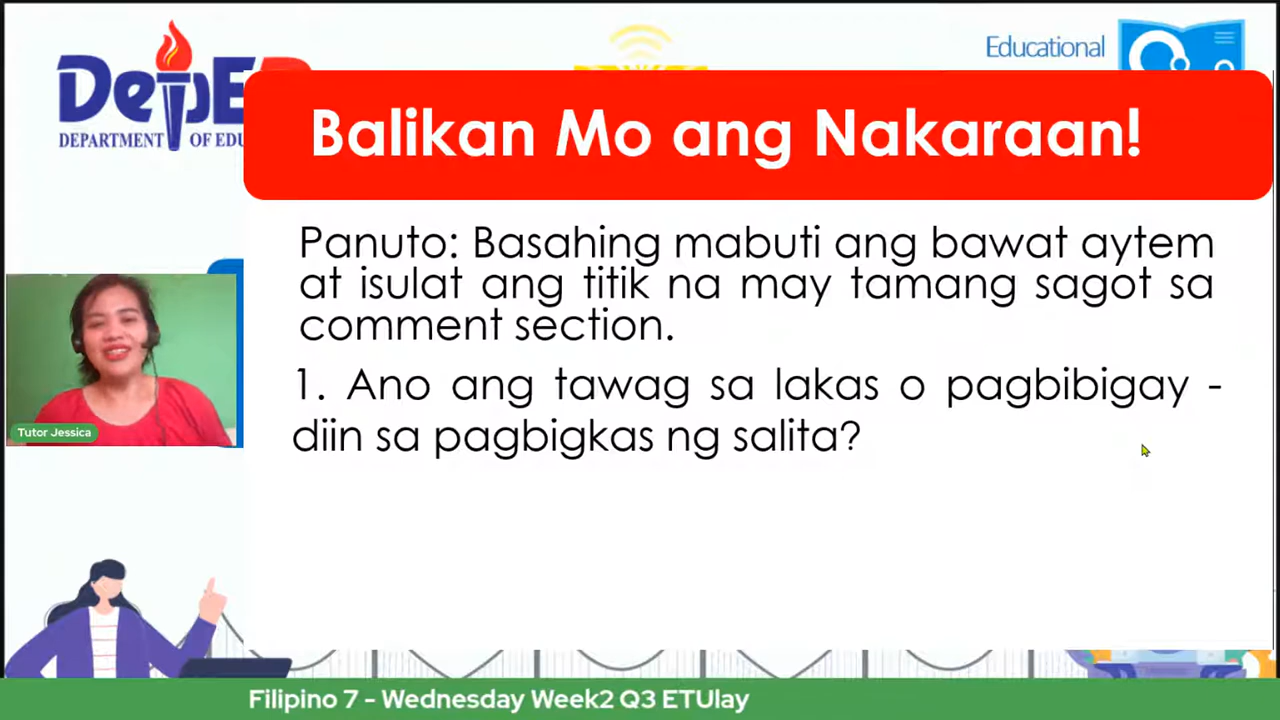 DepE
DEPARTMENT OF EDU
Educational
Balikan Mo ang Nakaraan!
Panuto: Basahing mabuti ang bawat aytem
at isulat ang titik na may tamang sagot sa
comment section.
1. Ano ang tawag sa lakas o pagbibigay -
diin sa pagbigkas ng salita?
Tutor Jessica
Filipino 7 - Wednesday Week2 Q3 ETUlay